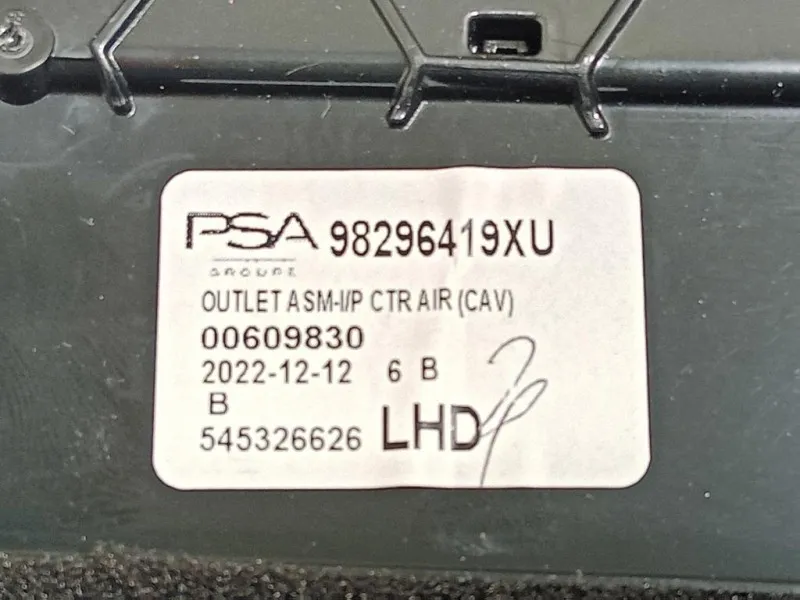 PSA 98296419XU
GROUPE
OUTLET ASM-I/P CTR AIR (CAV)
00609830
2022-12-12 6 B
B
545326626 LHD